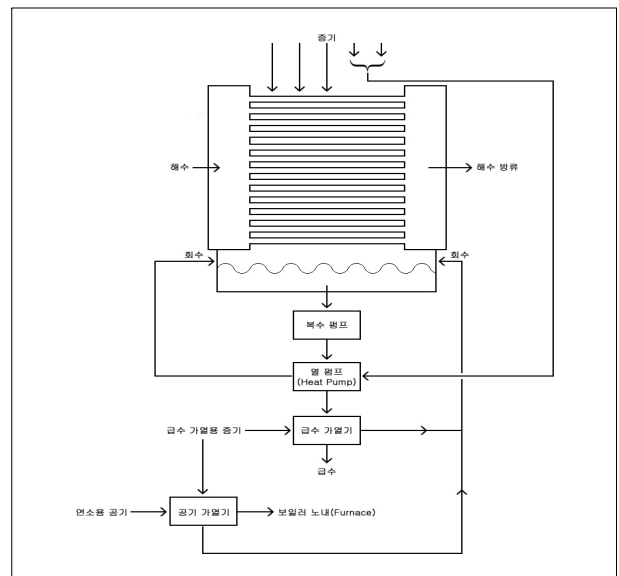 증기
해수
해수 방류
회수
회수
복수 펌프
열 펌프
(Heat Pump)
급수 가열용 증기
급수 가열기
급수
연소용 공기
공기 가열기
보일러 노내(Furnace)